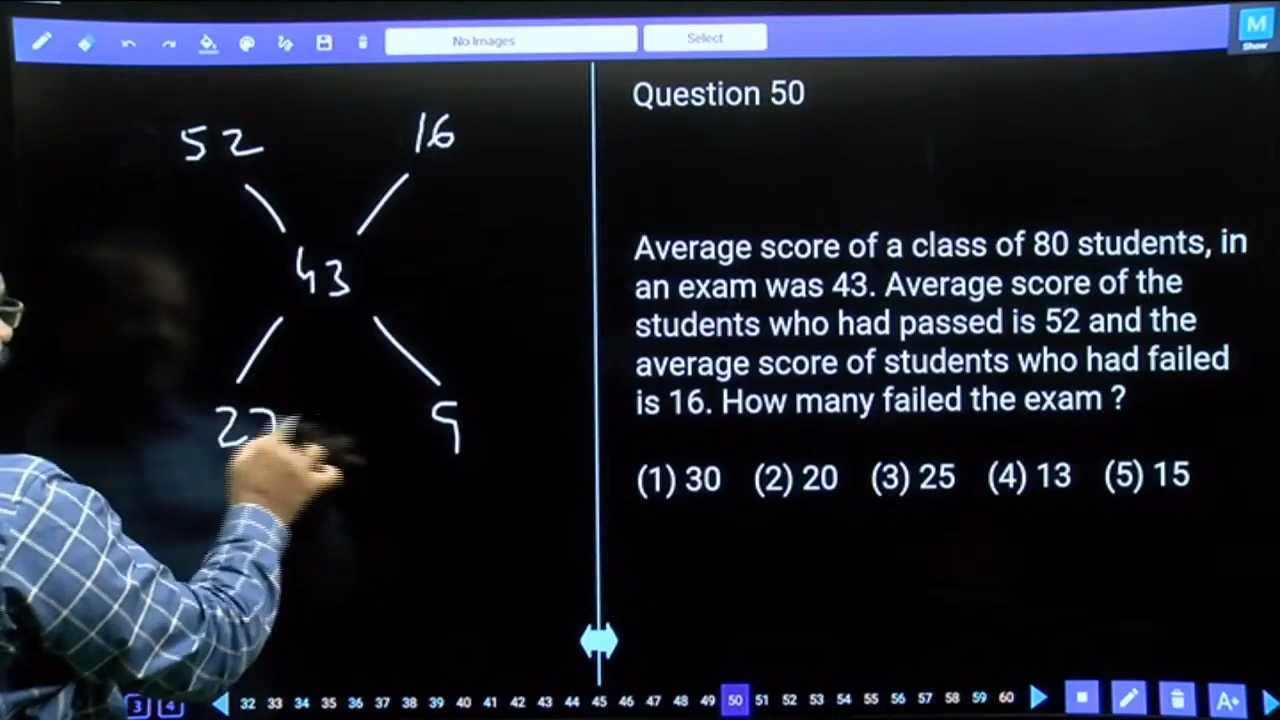 No Images
Select
M
Show
52
16
43
27
9
Question 50
Average score of a class of 80 students, in
an exam was 43. Average score of the
students who had passed is 52 and the
average score of students who had failed
is 16. How many failed the exam ?
(1) 30 (2) 20 (3) 25 (4) 13 (5) 15
3 4 32 33 34 35 36 37 38 39 40 41 42 43 44 45 46 47 48 49 50 51 52 53 54 55 56 57 58 59 60 A+